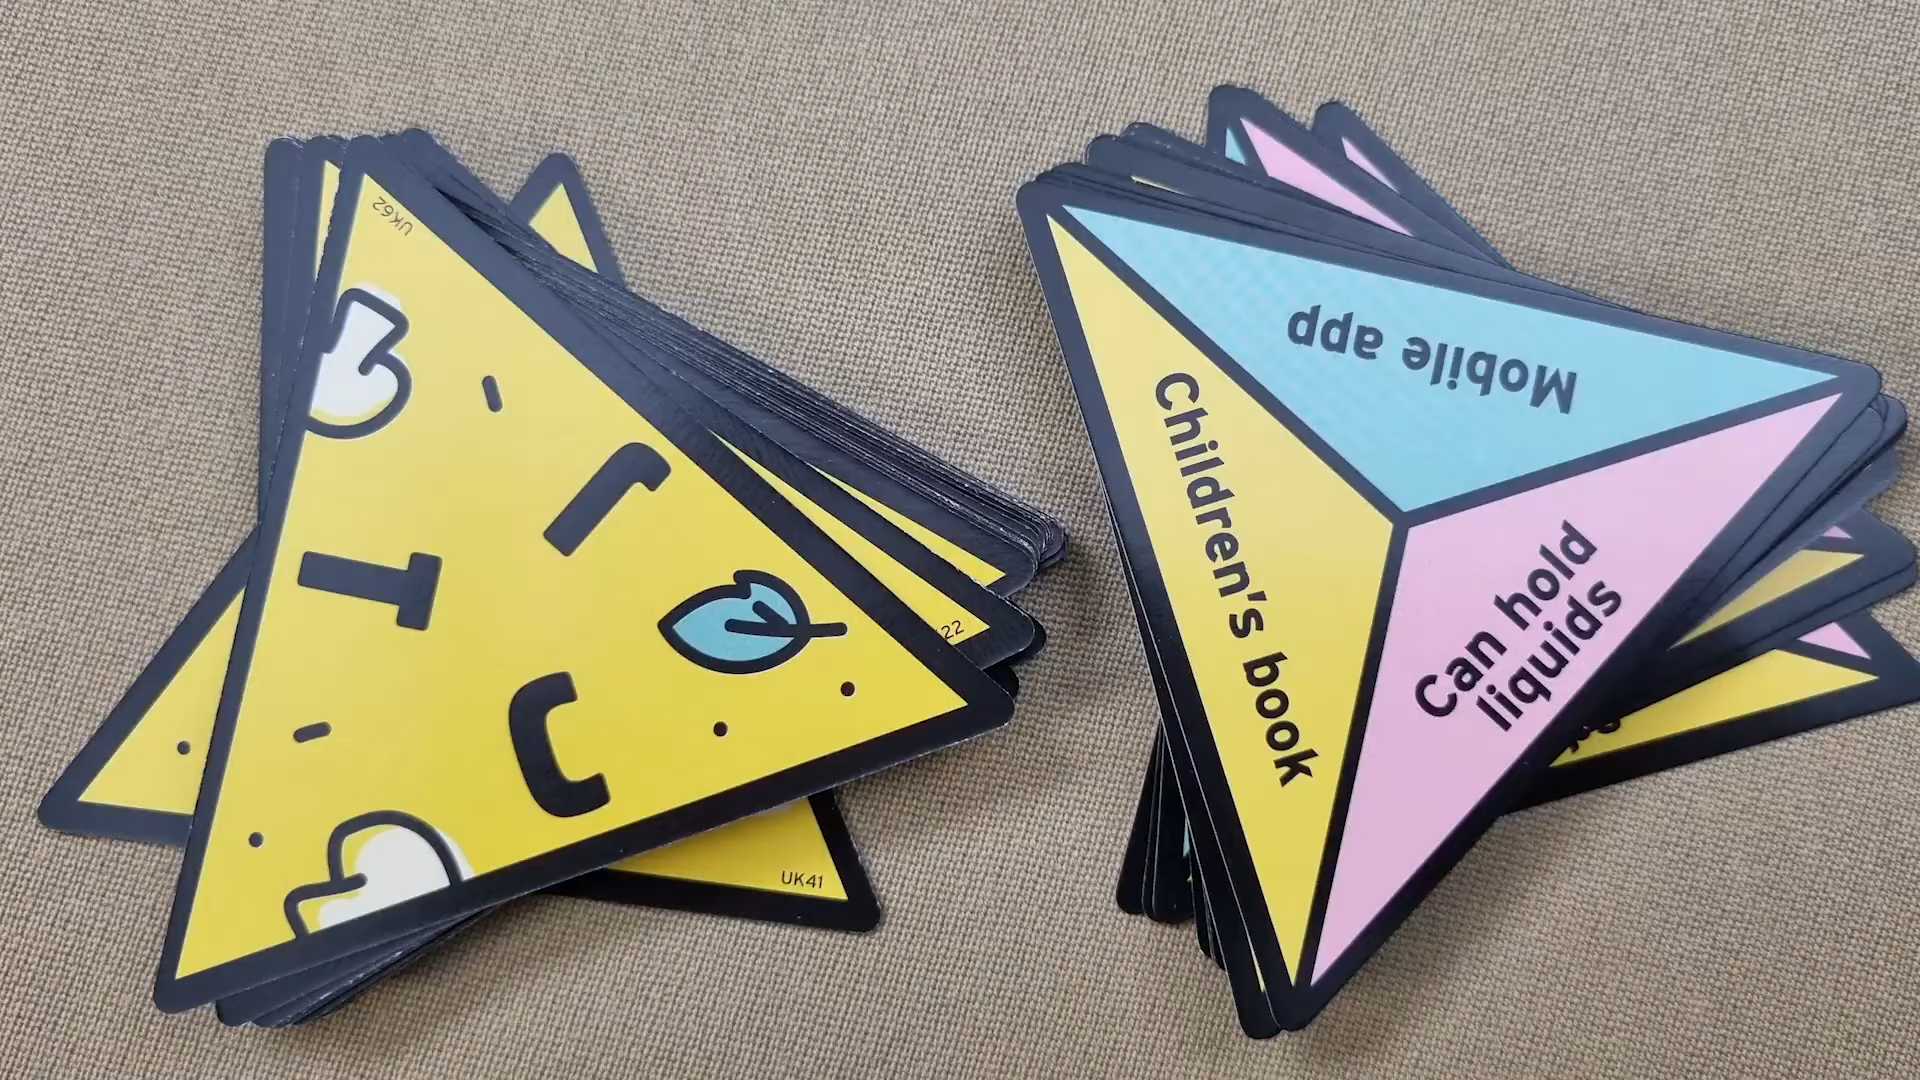 UK62
J
T
C
22
UK41
Mobile app
Children's book
Can hold
liquids